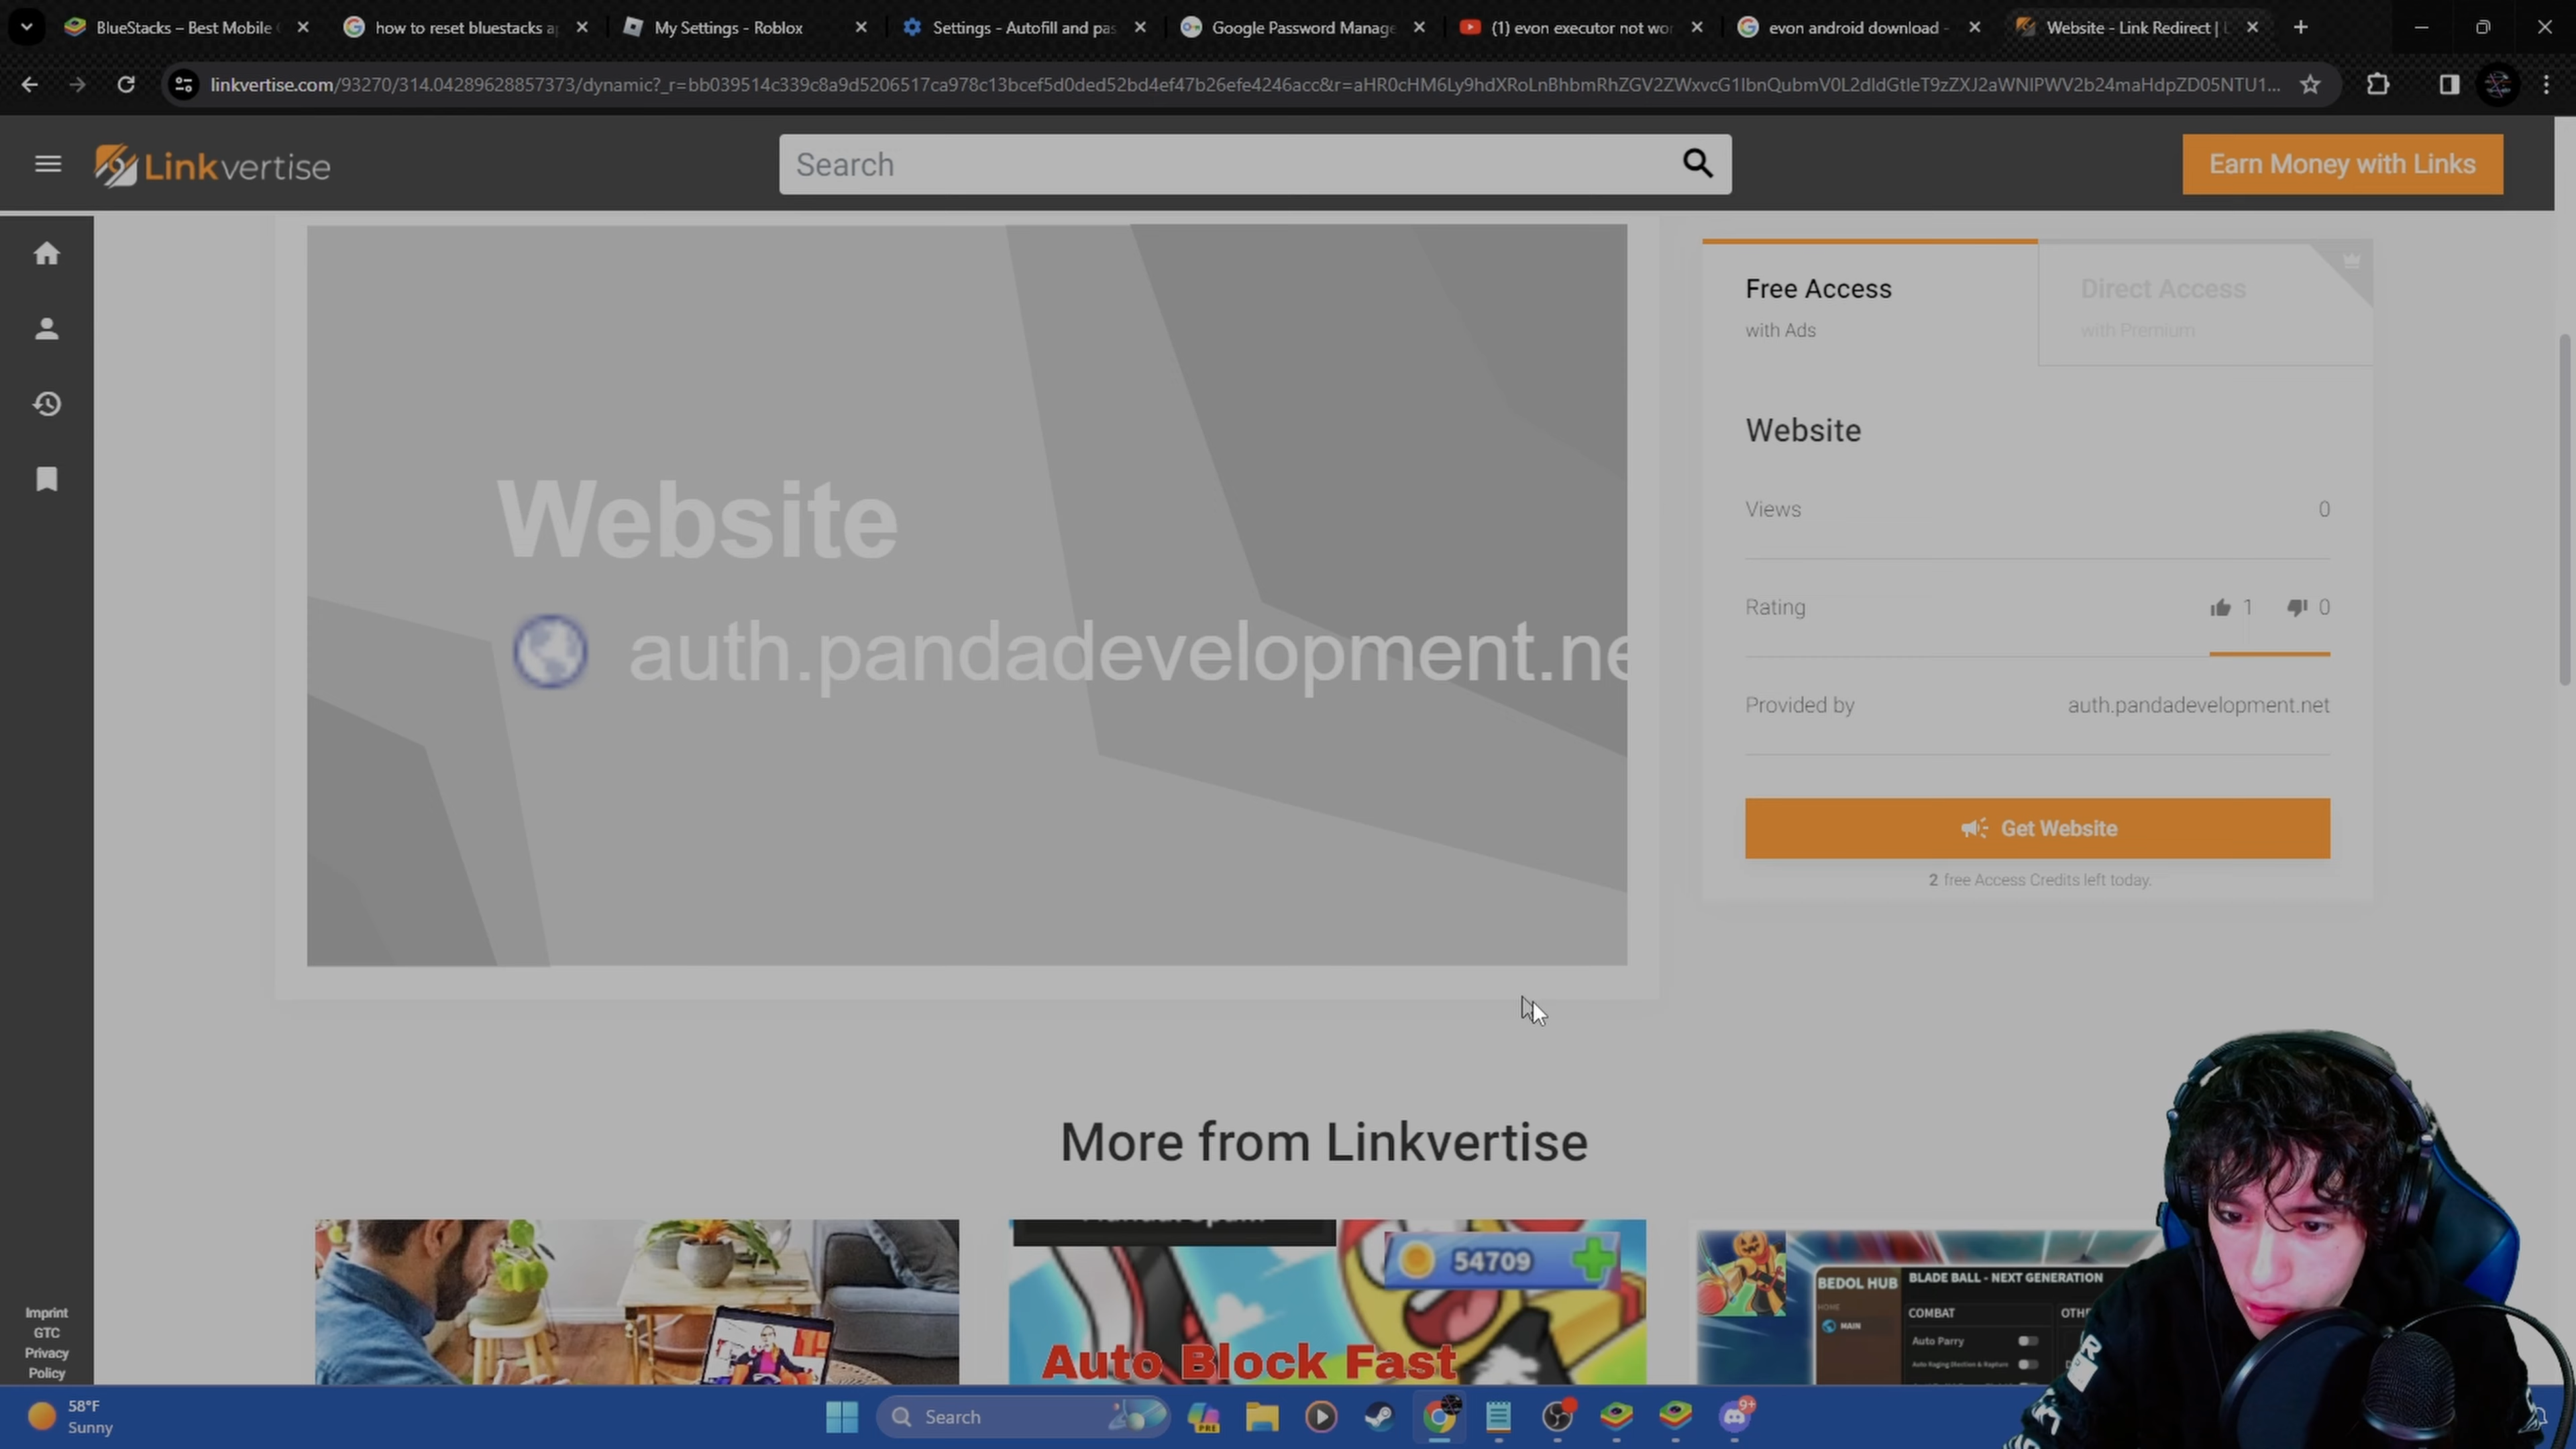 BlueStacks – Best Mobile
how to reset bluestacks ap
My Settings - Roblox
Settings - Autofill and pas
Google Password Manage
(1) evon executor not wor
evon android download -
Website - Link Redirect |
linkvertise.com/93270/314.04289628857373/dynamic?_r=bb039514c339c8a9d5206517ca978c13bcef5d0ded52bd4ef47b26efe4246acc&r=aHR0cHM6Ly9hdXRoLnBhbmRhZGV2ZWxvcG1lbnQubmV0L2dldGtleT9zZXJ2aWNlPWV2b24maHdpZD05NTU1...
Linkvertise
Search
Earn Money with Links
Free Access
with Ads
Direct Access
with Premium
Website
auth.pandadevelopment.ne
Website
Views 0
Rating 1 0
Provided by auth.pandadevelopment.net
Get Website
2 free Access Credits left today.
More from Linkvertise
54709
Auto Block Fast
BEDOL HUB
BLADE BALL - NEXT GENERATION
HOME
MAIN
COMBAT
Auto Parry
Imprint
GTC
Privacy
Policy
58°F
Sunny
Search
PRE
9+